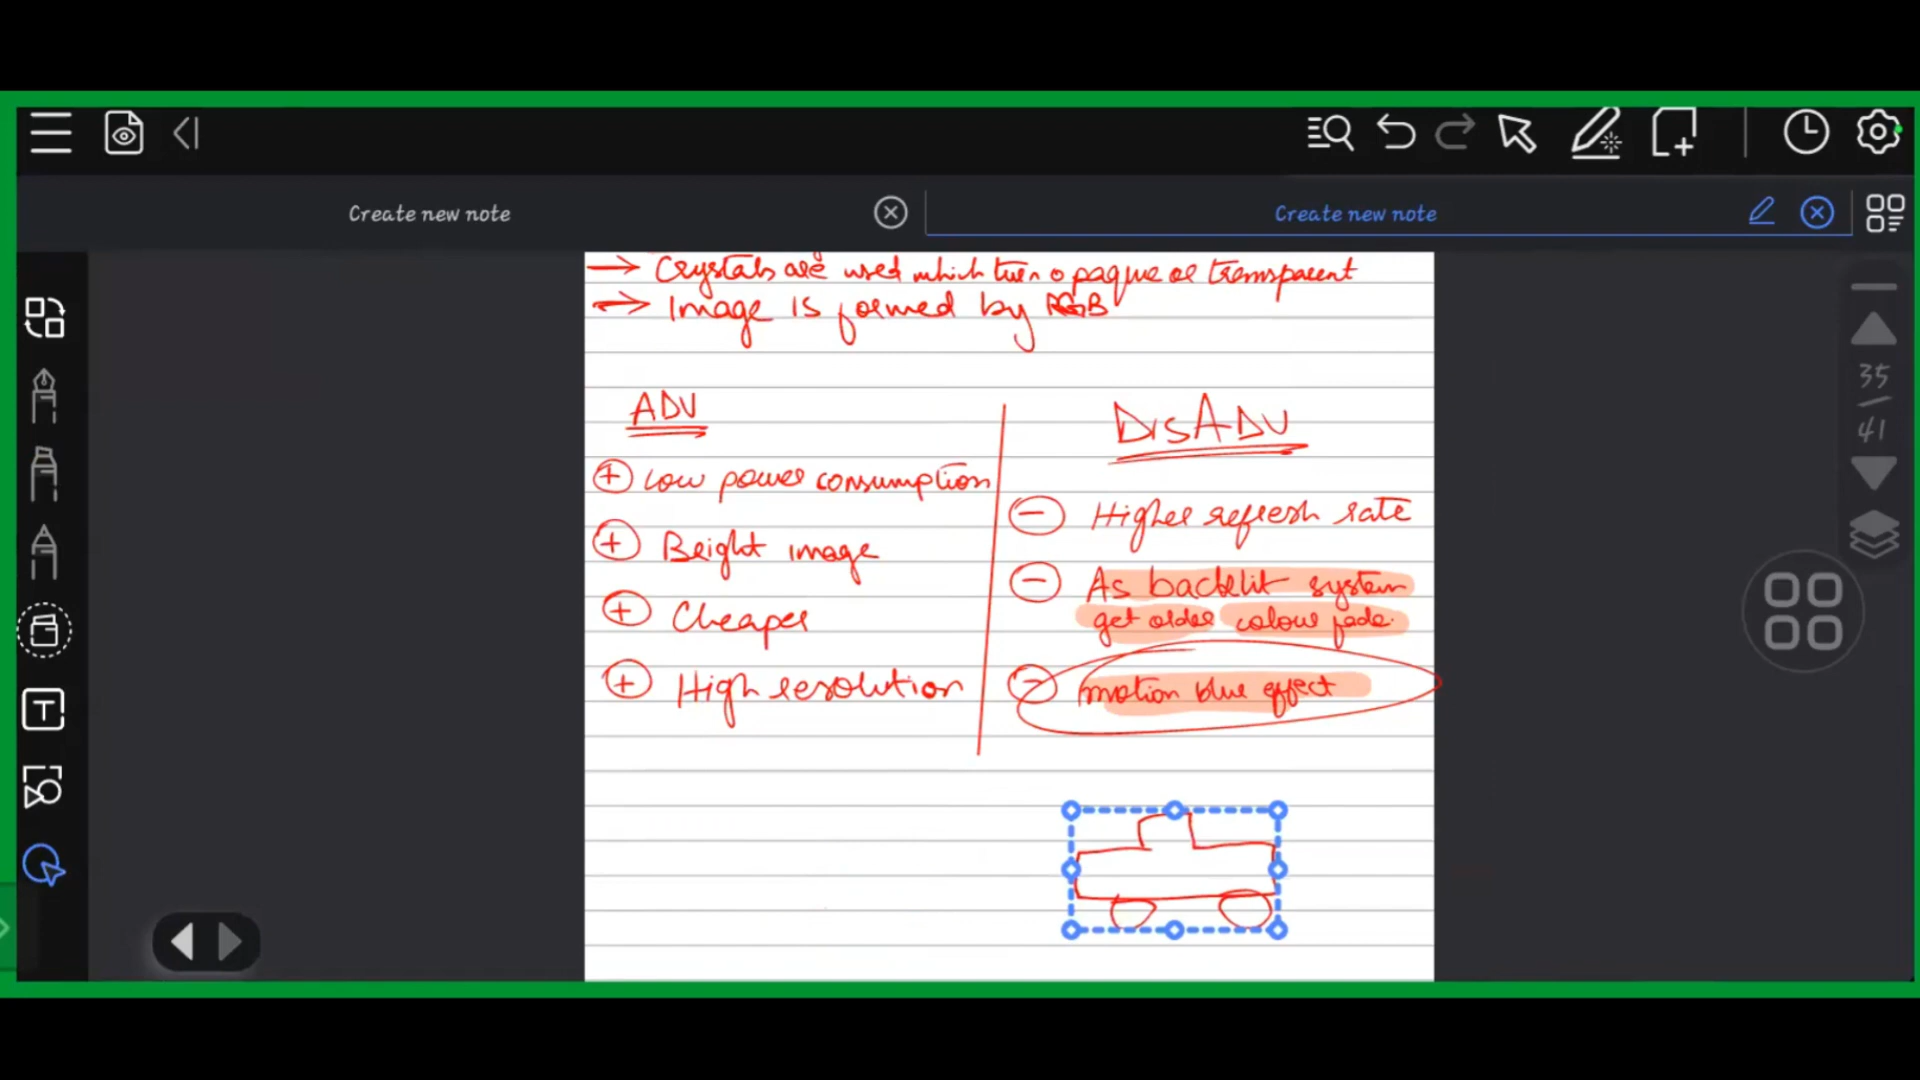 Create new note
Create new note
→ Crystals are used which turn opaque or transparent
→ Image is formed by RGB
ADV
+ Low power consumption
+ Bright image
+ Cheaper
+ High resolution
DISADV
- Higher refresh rate
- As backlit system
get older colour fade.
- motion blur effect
35
41
T